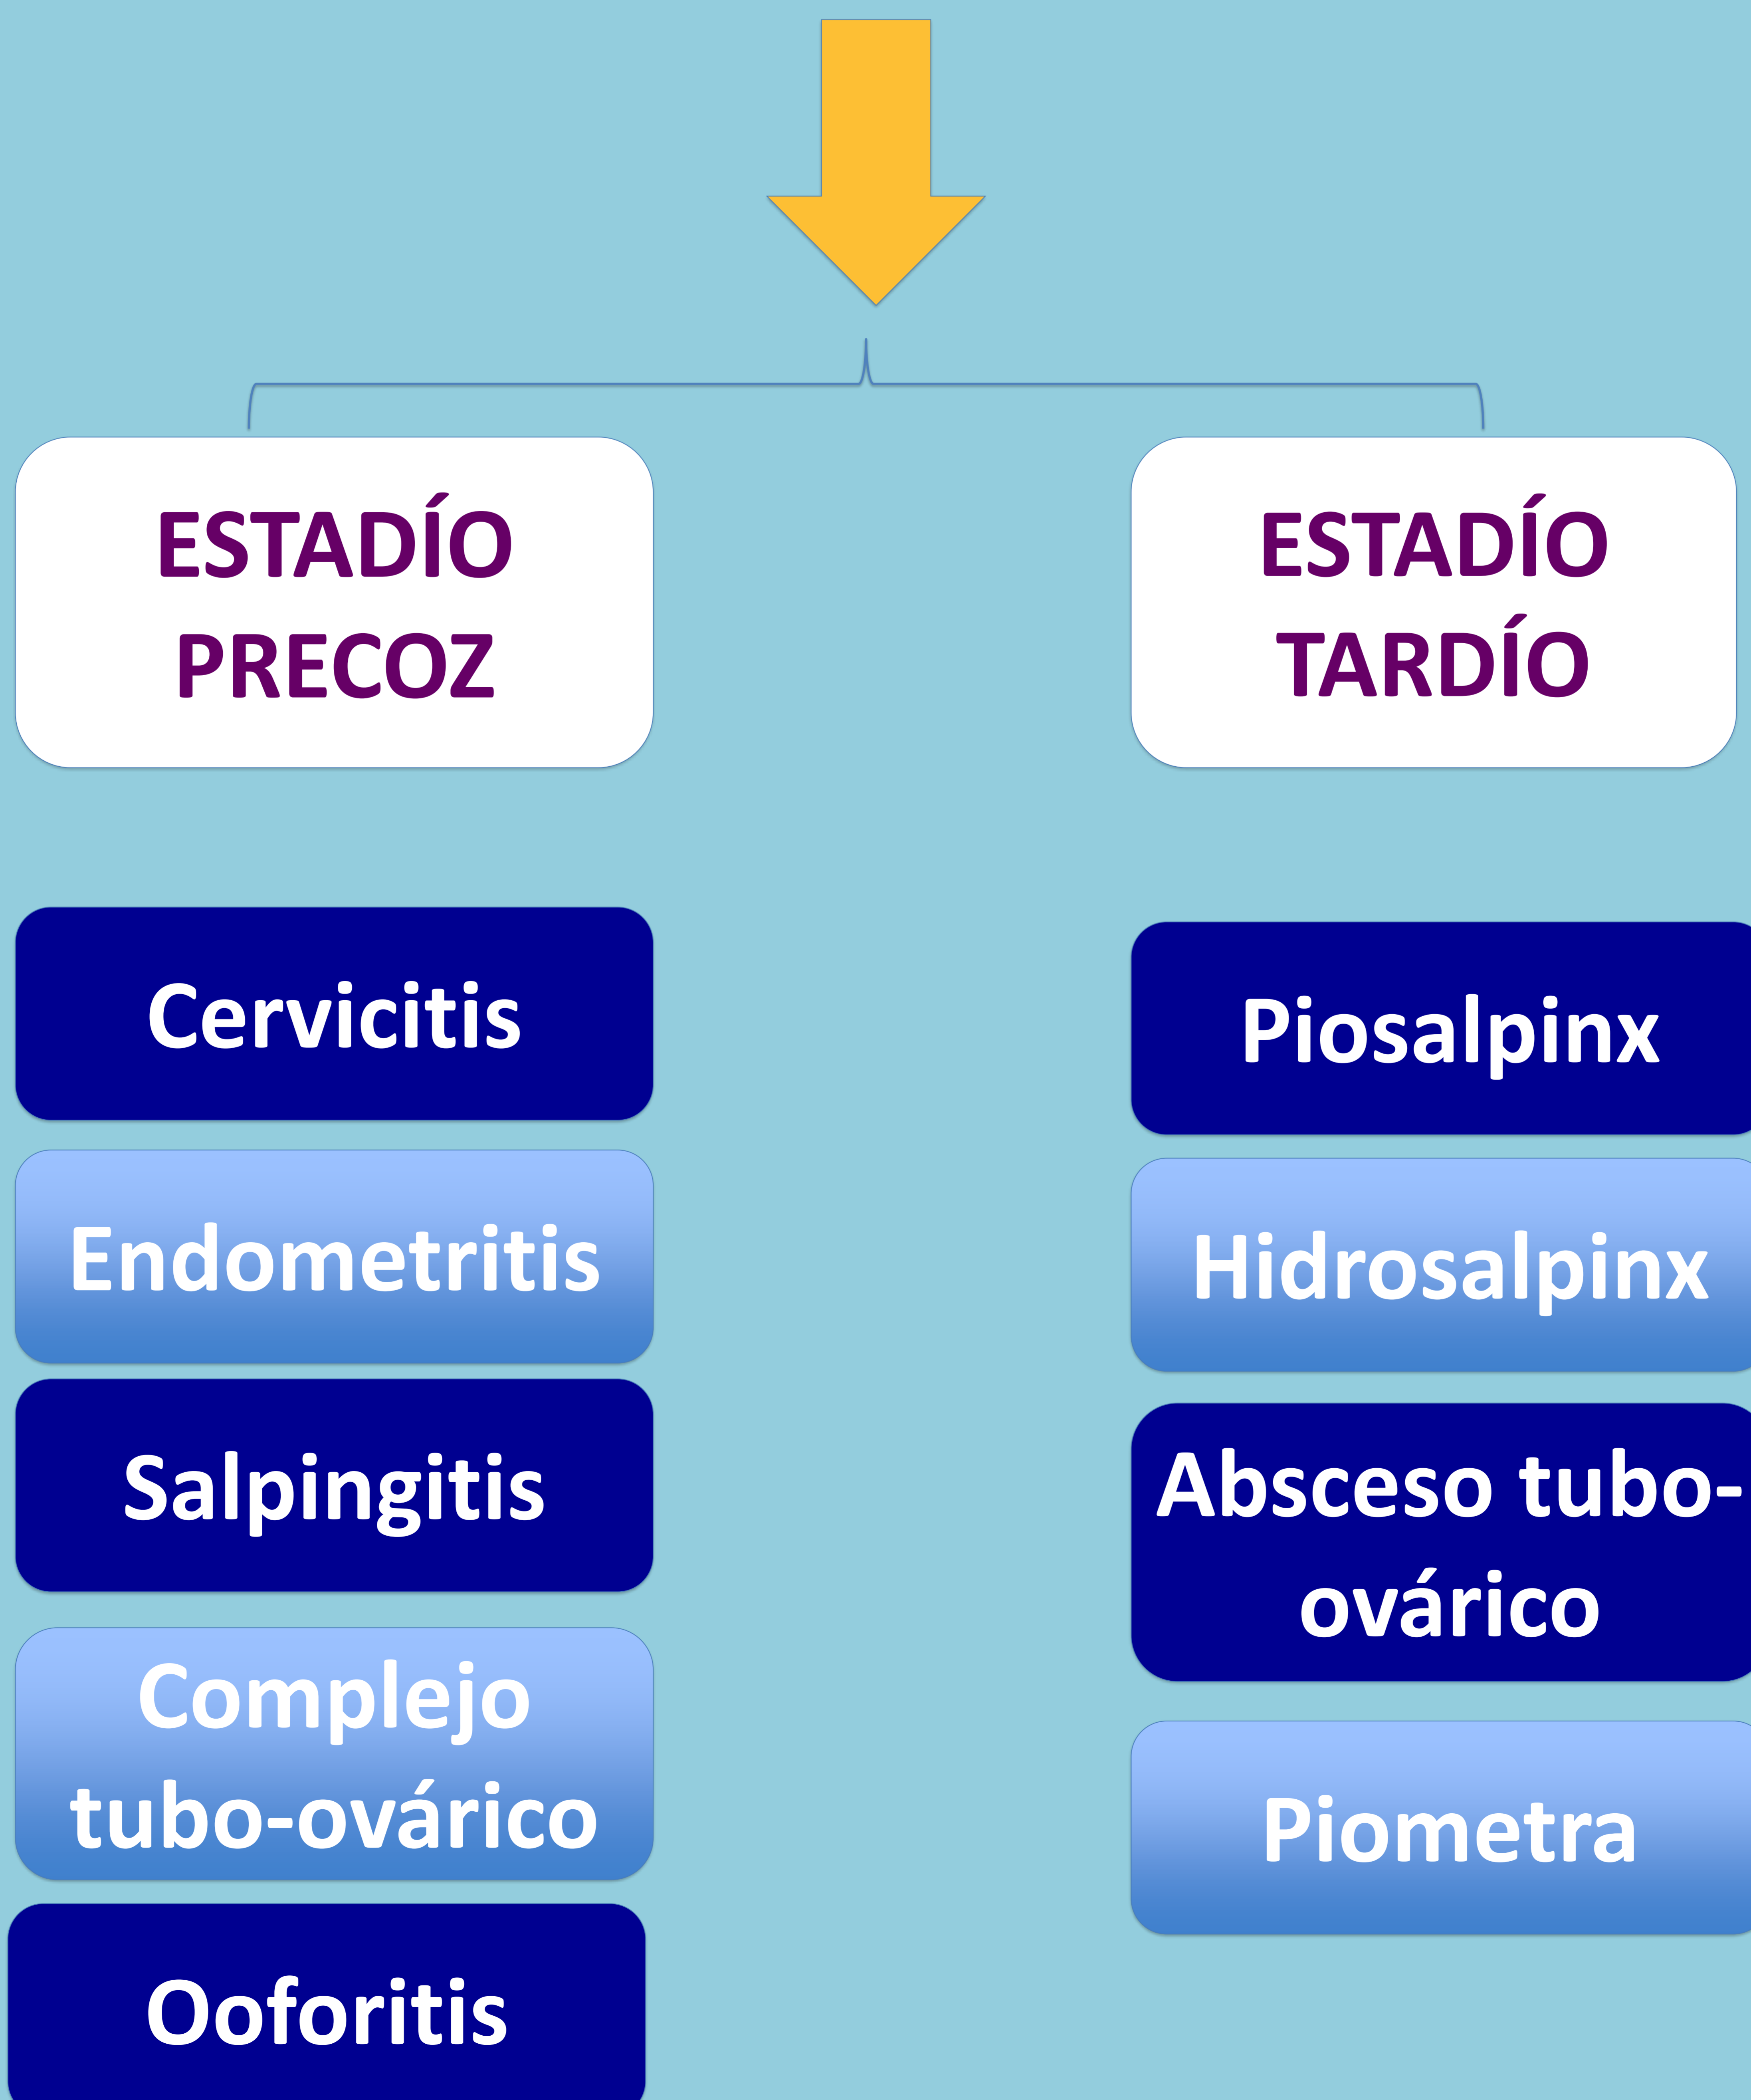 ESTADÍO
PRECOZ
Cervicitis
Endometritis
Salpingitis
Complejo
tubo-ovárico
Ooforitis
ESTADÍO
TARDÍO
Piosalpinx
Hidrosalpinx
Absceso tubo-
ovárico
Piometra